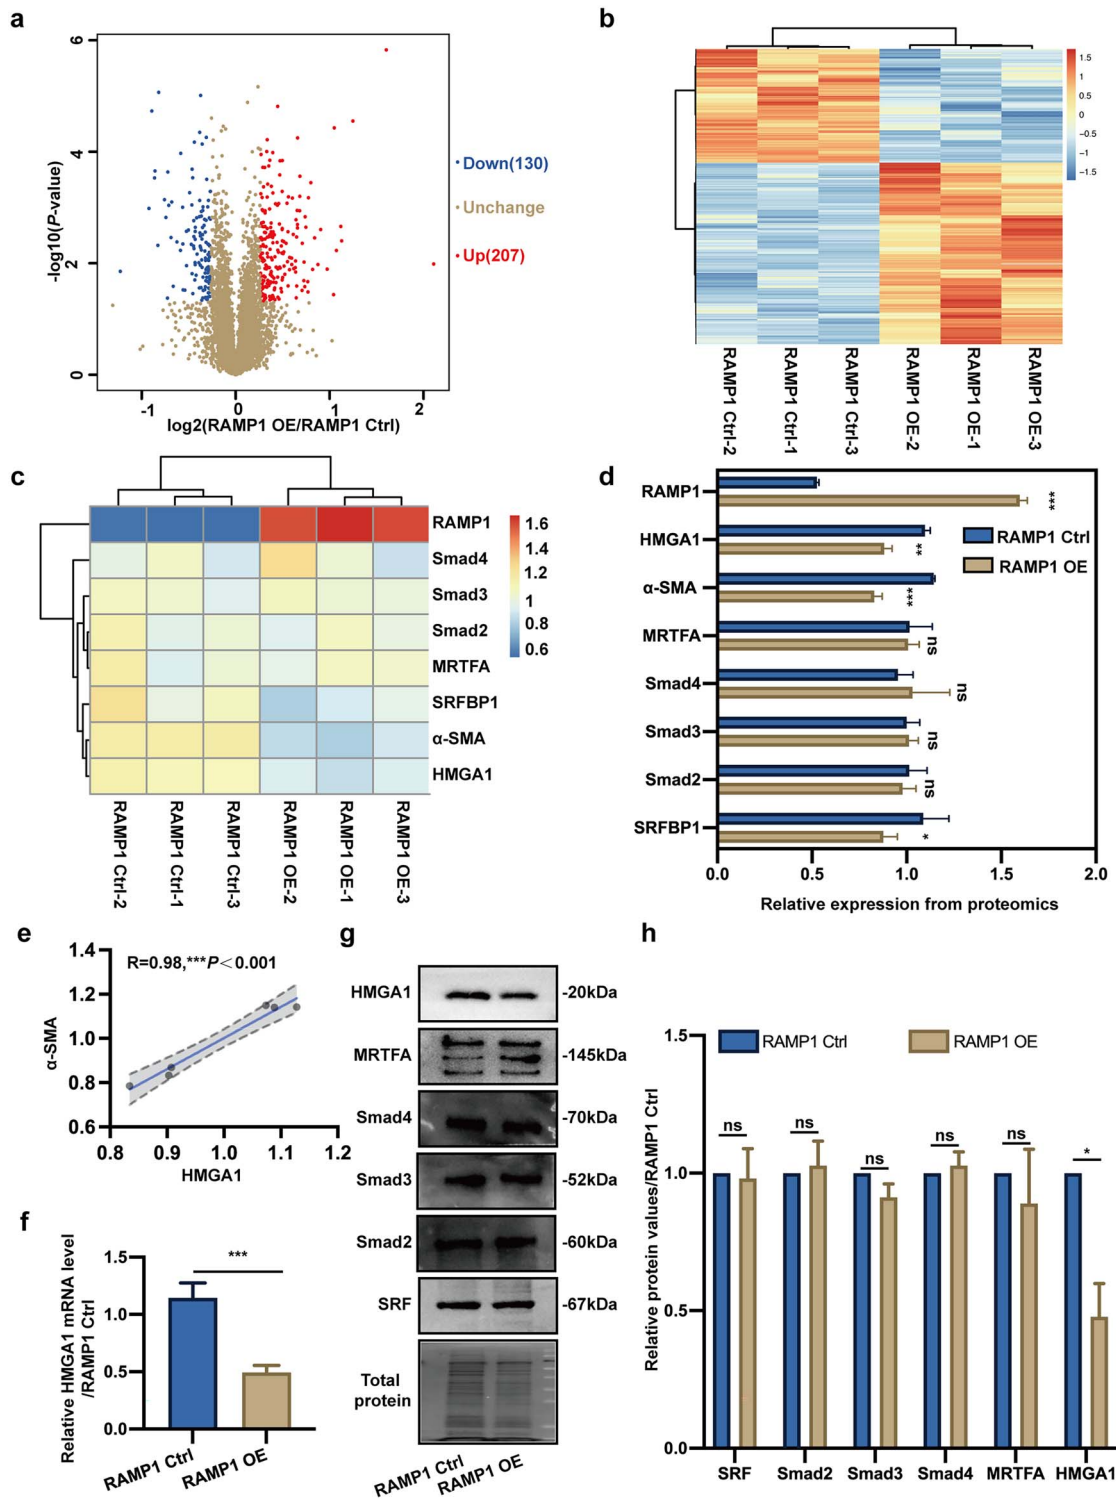 a
6
4
2
0
-log10(P-value)
-1
0
1
2
log2(RAMP1 OE/RAMP1 Ctrl)
Down(130)
Unchange
Up(207)
b
1.5
1
0.5
0
−0.5
−1
−1.5
RAMP1 Ctrl-2
RAMP1 Ctrl-1
RAMP1 Ctrl-3
RAMP1 OE-2
RAMP1 OE-1
RAMP1 OE-3
c
RAMP1
Smad4
Smad3
Smad2
MRTFA
SRFBP1
α-SMA
HMGA1
1.6
1.4
1.2
1
0.8
0.6
RAMP1 Ctrl-2
RAMP1 Ctrl-1
RAMP1 Ctrl-3
RAMP1 OE-2
RAMP1 OE-1
RAMP1 OE-3
d
RAMP1
***
HMGA1
**
α-SMA
***
MRTFA
ns
Smad4
ns
Smad3
ns
Smad2
ns
SRFBP1
*
RAMP1 Ctrl
RAMP1 OE
0.0
0.5
1.0
1.5
2.0
Relative expression from proteomics
e
R=0.98,***P<0.001
1.4
1.2
1.0
0.8
0.6
α-SMA
0.8
0.9
1.0
1.1
1.2
HMGA1
f
Relative HMGA1 mRNA level
/RAMP1 Ctrl
1.5
1.0
0.5
0.0
***
RAMP1 Ctrl
RAMP1 OE
g
HMGA1
-20kDa
MRTFA
-145kDa
Smad4
-70kDa
Smad3
-52kDa
Smad2
-60kDa
SRF
-67kDa
Total
protein
RAMP1 Ctrl
RAMP1 OE
h
Relative protein values/RAMP1 Ctrl
1.5
1.0
0.5
0.0
RAMP1 Ctrl
RAMP1 OE
ns
ns
ns
ns
ns
*
SRF
Smad2
Smad3
Smad4
MRTFA
HMGA1